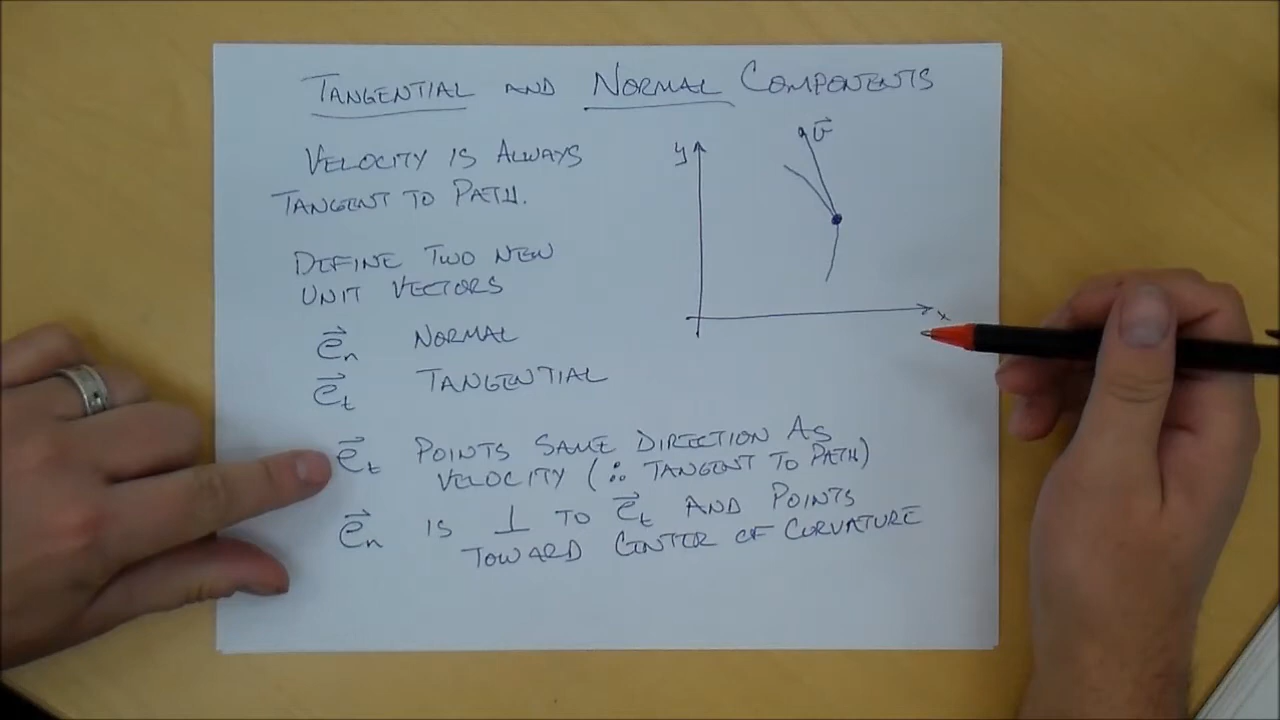 TANGENTIAL AND NORMAL COMPONENTS
VELOCITY IS ALWAYS
TANGENT TO PATH.
DEFINE TWO NEW
UNIT VECTORS
e⃗n NORMAL
e⃗t TANGENTIAL
e⃗t POINTS SAME DIRECTION AS
VELOCITY (∴ TANGENT TO PATH)
e⃗n IS ⊥ TO e⃗t AND POINTS
TOWARD CENTER OF CURVATURE
y
v⃗
x